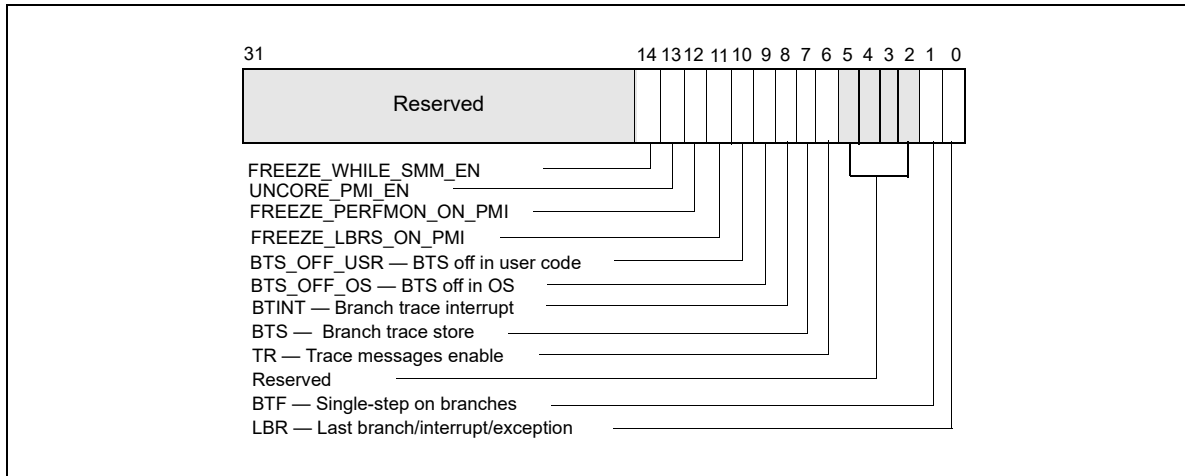 31 14 13 12 11 10 9 8 7 6 5 4 3 2 1 0
Reserved
FREEZE_WHILE_SMM_EN
UNCORE_PMI_EN
FREEZE_PERFMON_ON_PMI
FREEZE_LBRS_ON_PMI
BTS_OFF_USR — BTS off in user code
BTS_OFF_OS — BTS off in OS
BTINT — Branch trace interrupt
BTS — Branch trace store
TR — Trace messages enable
Reserved
BTF — Single-step on branches
LBR — Last branch/interrupt/exception